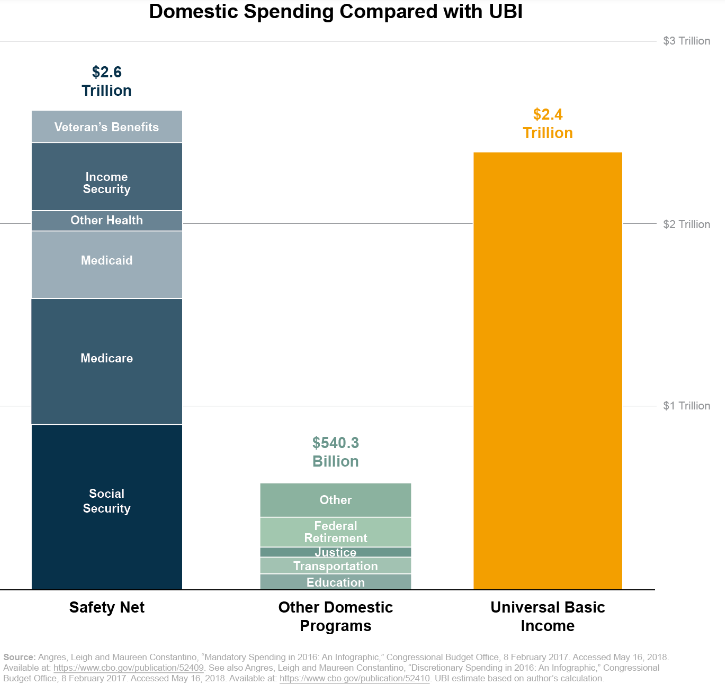 Domestic Spending Compared with UBI
$3 Trillion
$2.6
Trillion
Veteran's Benefits
Income
Security
Other Health
Medicaid
Medicare
Social
Security
$2.4
Trillion
$2 Trillion
$1 Trillion
$540.3
Billion
Other
Federal
Retirement
Justice
Transportation
Education
Safety Net
Other Domestic
Programs
Universal Basic
Income
Source: Angres, Leigh and Maureen Constantino, “Mandatory Spending in 2016: An Infographic,” Congressional Budget Office, 8 February 2017. Accessed May 16, 2018.
Available at: https://www.cbo.gov/publication/52409. See also Angres, Leigh and Maureen Constantino, “Discretionary Spending in 2016: An Infographic,” Congressional
Budget Office, 8 February 2017. Accessed May 16, 2018. Available at: https://www.cbo.gov/publication/52410. UBI estimate based on author's calculation.